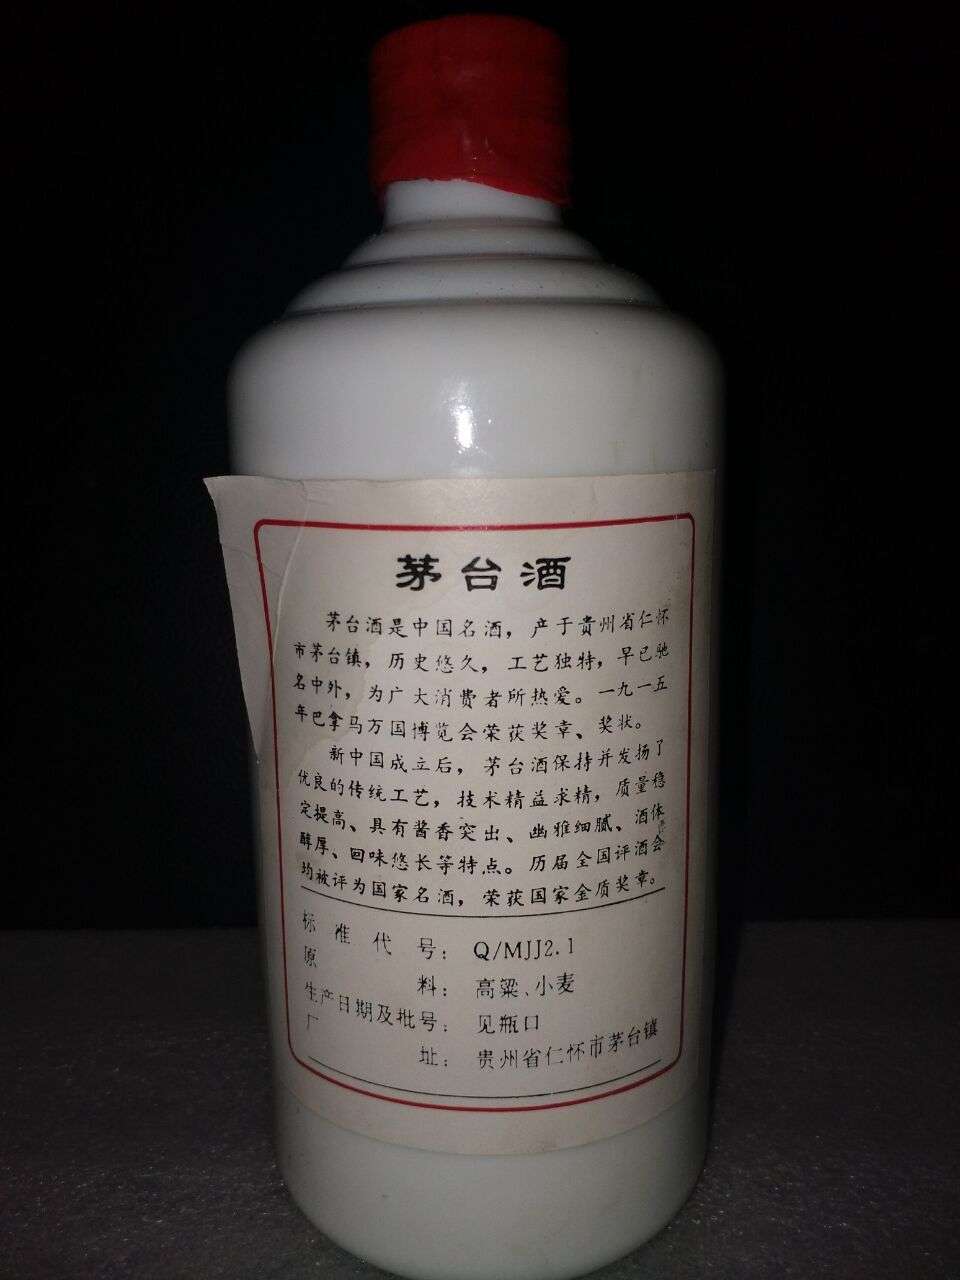 茅台酒
茅台酒是中国名酒，产于贵州省仁怀
市茅台镇，历史悠久，工艺独特，早已驰
名中外，为广大消费者所热爱。一九一五
年巴拿马万国博览会荣获奖章、奖状。
新中国成立后，茅台酒保持并发扬了
优良的传统工艺，技术精益求精，质量稳
定提高、具有酱香突出、幽雅细腻、酒体
醇厚、回味悠长等特点。历届全国评酒会
均被评为国家名酒，荣获国家金质奖章。
标准代号：Q/MJJ2.1
原料：高粱、小麦
生产日期及批号：见瓶口
厂址：贵州省仁怀市茅台镇